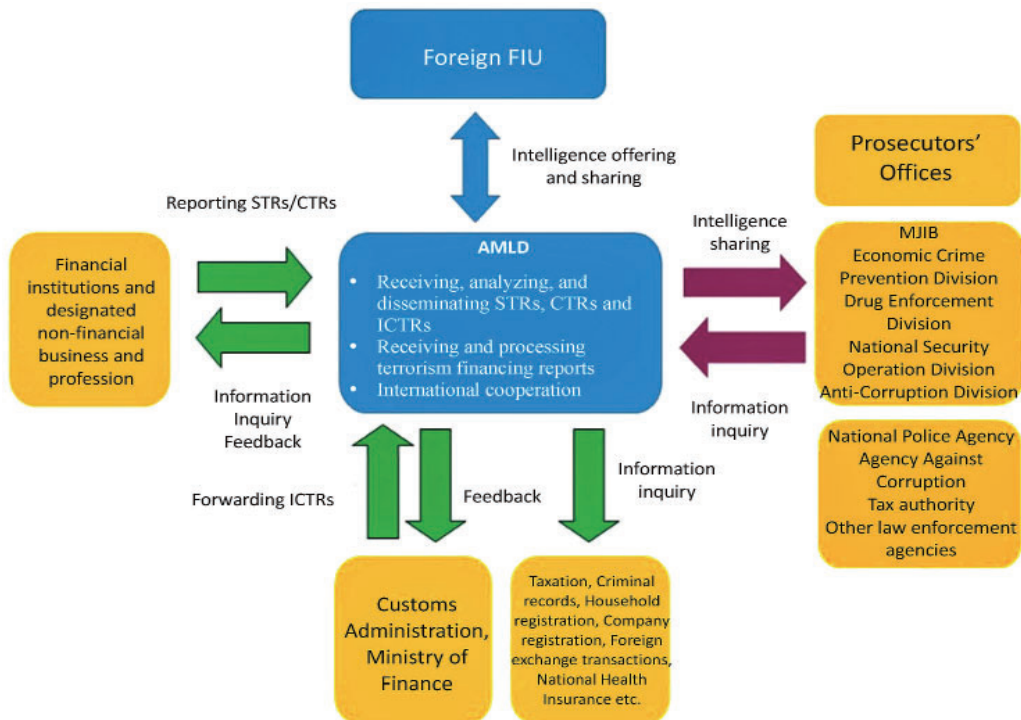 Foreign FIU
Intelligence offering
and sharing
Reporting STRs/CTRs
Financial
institutions and
designated
non-financial
business and
profession
Information
Inquiry
Feedback
AMLD
• Receiving, analyzing, and
disseminating STRs, CTRs and
ICTRs
• Receiving and processing
terrorism financing reports
• International cooperation
Intelligence
sharing
Information
inquiry
Prosecutors’
Offices
MJIB
Economic Crime
Prevention Division
Drug Enforcement
Division
National Security
Operation Division
Anti-Corruption Division
National Police Agency
Agency Against
Corruption
Tax authority
Other law enforcement
agencies
Forwarding ICTRs
Feedback
Information
inquiry
Customs
Administration,
Ministry of
Finance
Taxation, Criminal
records, Household
registration, Company
registration, Foreign
exchange transactions,
National Health
Insurance etc.